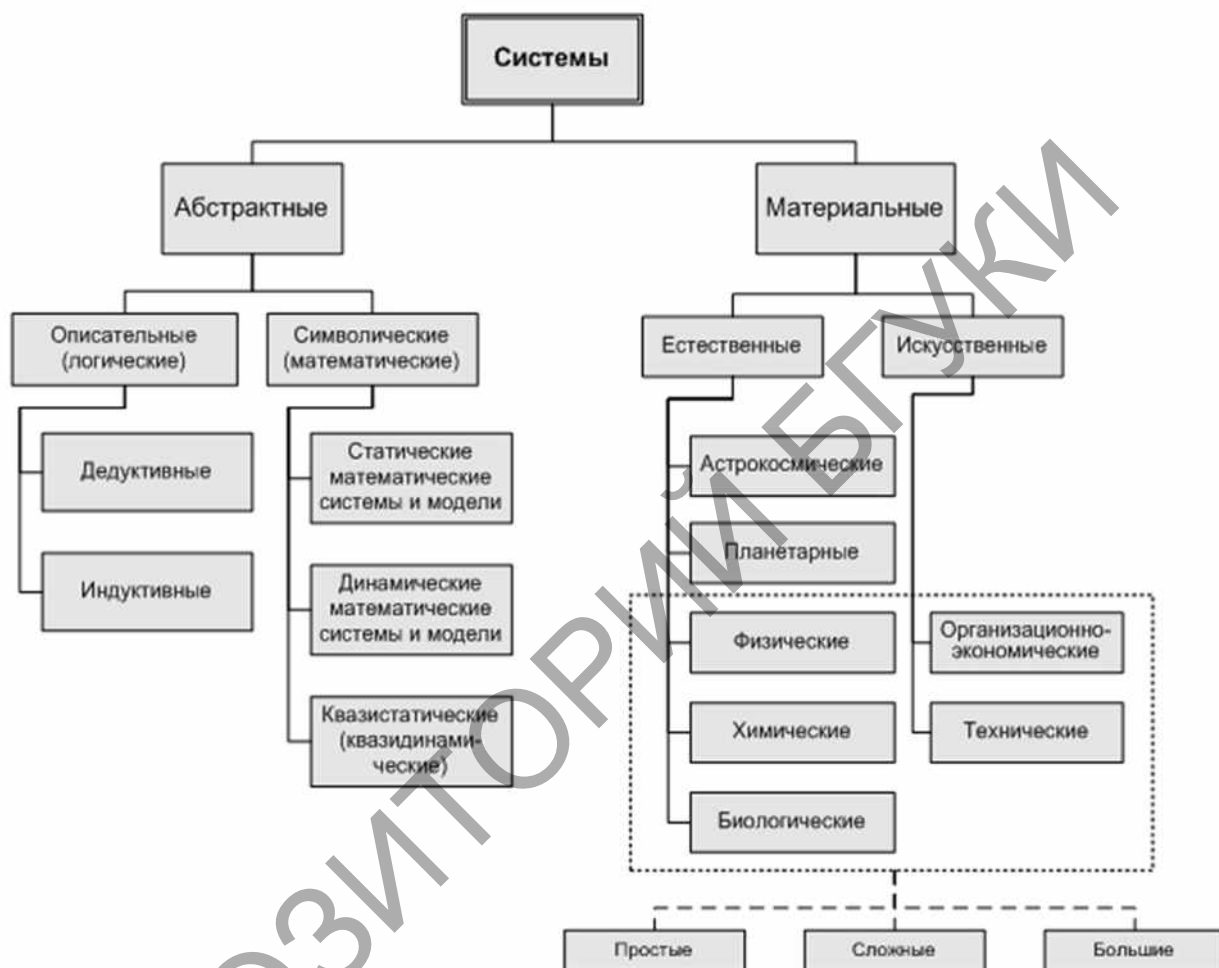 Системы
Абстрактные
Материальные
Описательные
(логические)
Символические
(математические)
Естественные
Искусственные
Дедуктивные
Индуктивные
Статические
математические
системы и модели
Динамические
математические
системы и модели
Квазистатические
(квазидинами-
ческие)
Астрокосмические
Планетарные
Физические
Химические
Биологические
Организационно-
экономические
Технические
Простые
Сложные
Большие
ОЗИТОРИЙ БГУКИ